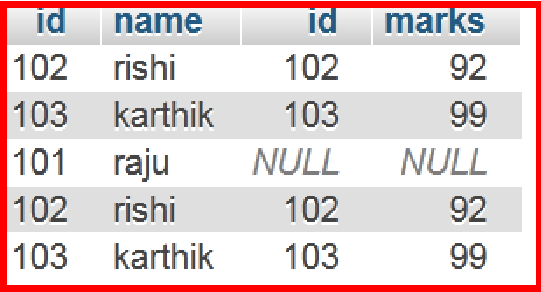 id name id marks
102 rishi 102 92
103 karthik 103 99
101 raju NULL NULL
102 rishi 102 92
103 karthik 103 99